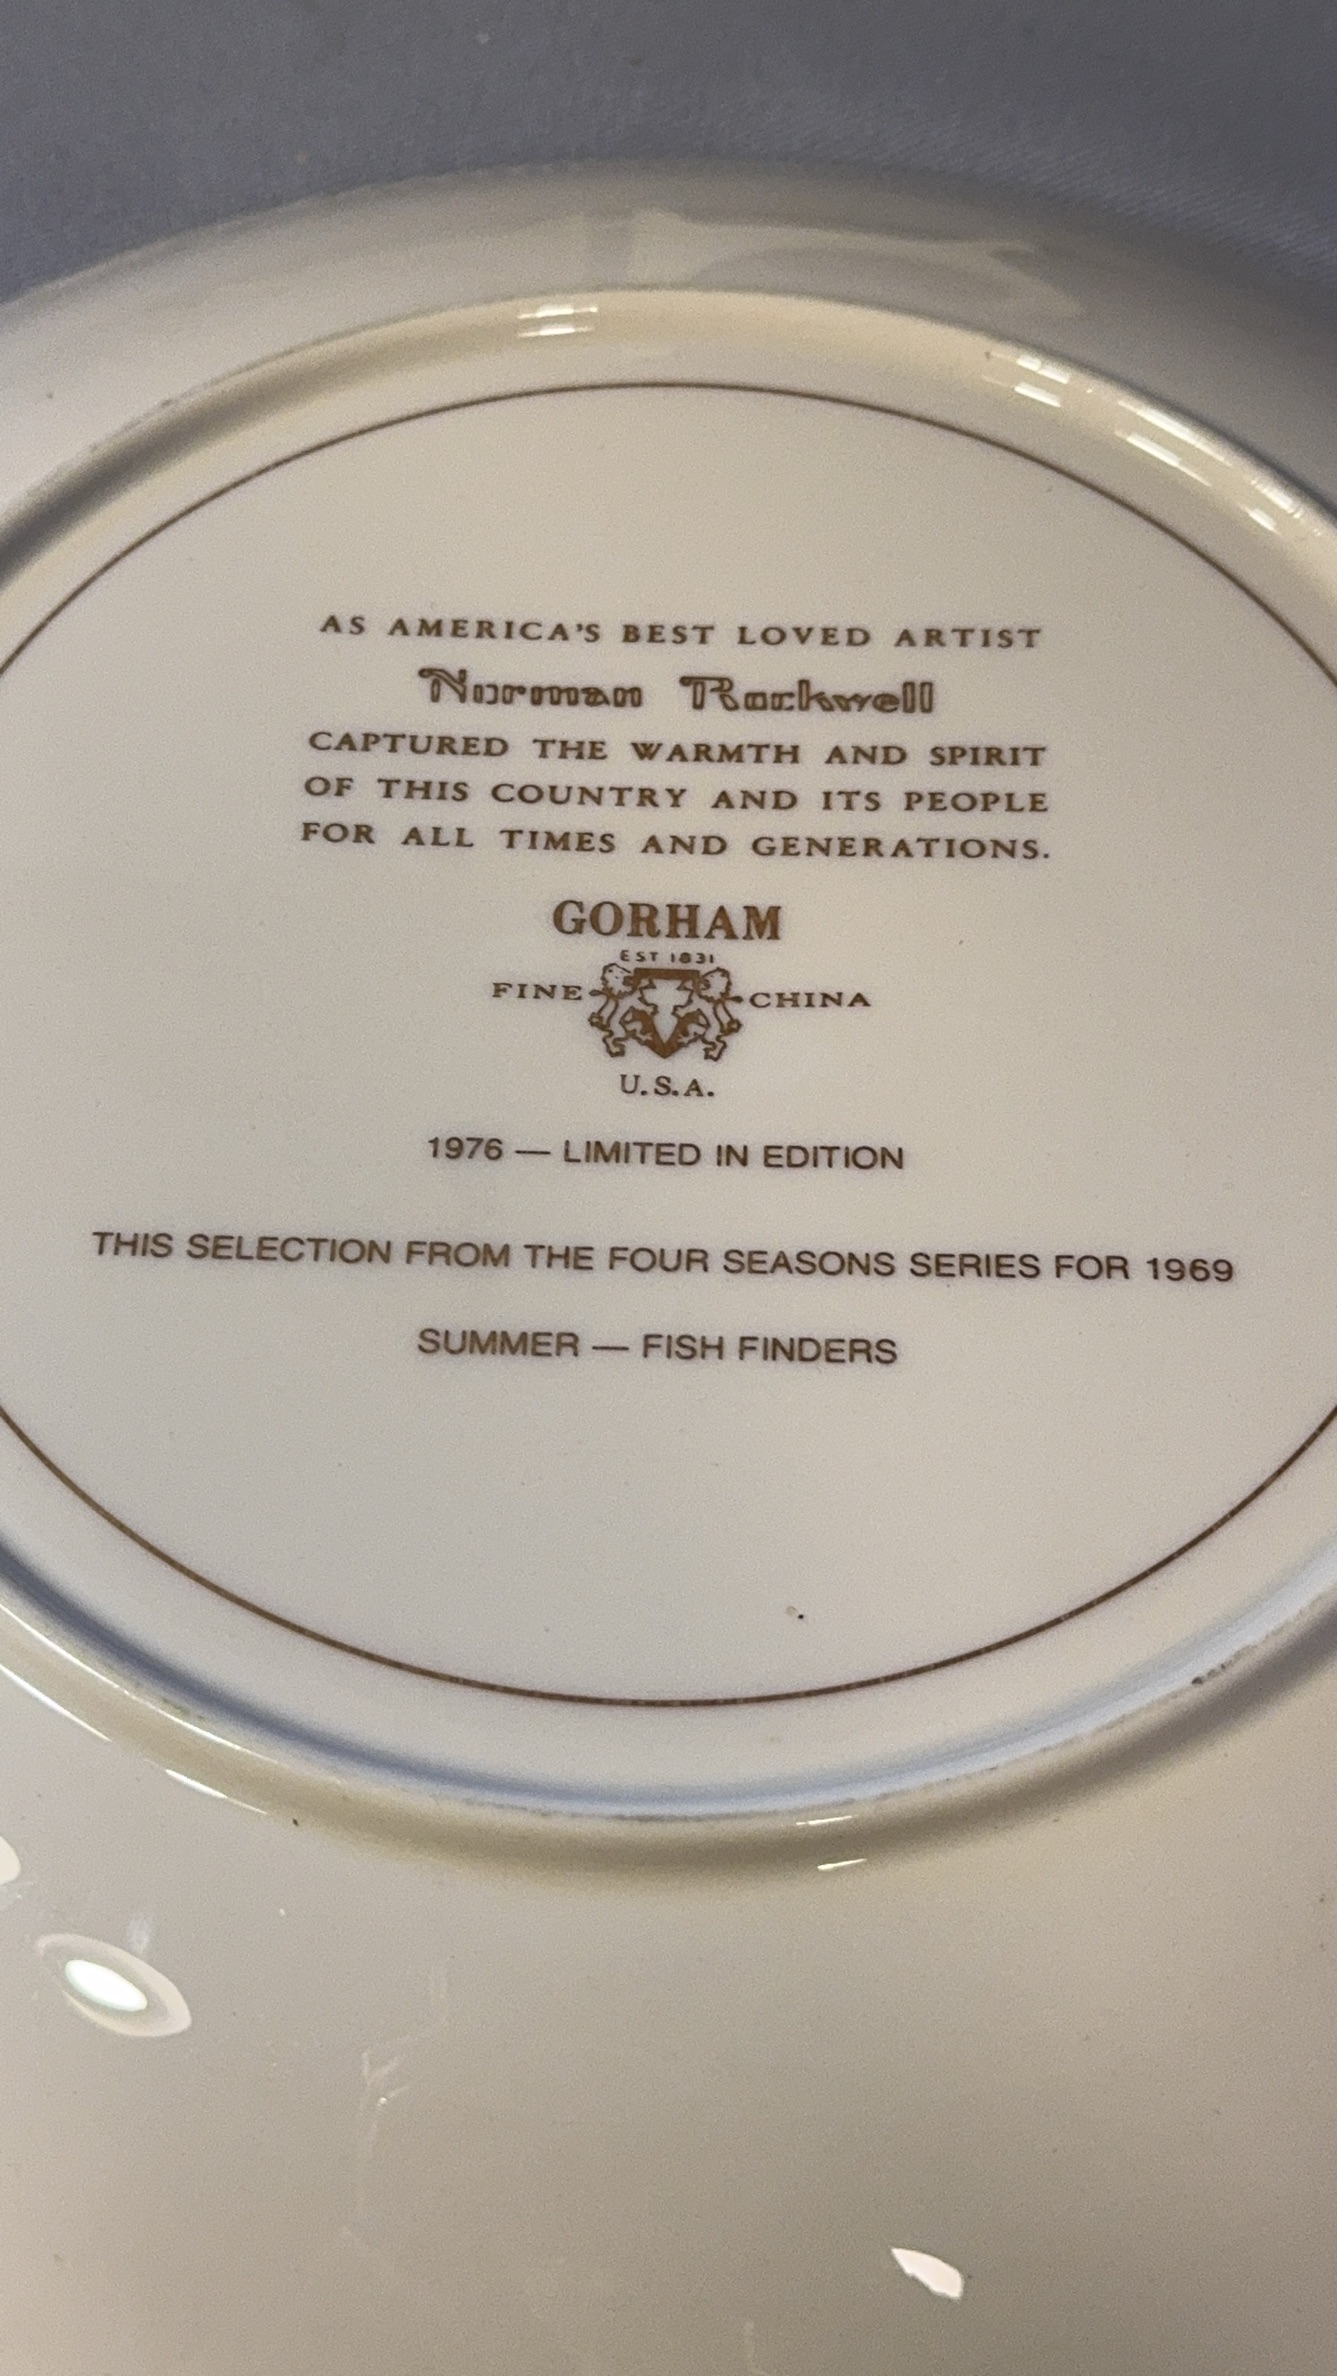 AS AMERICA'S BEST LOVED ARTIST
Norman Rockwell
CAPTURED THE WARMTH AND SPIRIT
OF THIS COUNTRY AND ITS PEOPLE
FOR ALL TIMES AND GENERATIONS.
GORHAM
EST 1831
FINE CHINA
U.S.A.
1976 — LIMITED IN EDITION
THIS SELECTION FROM THE FOUR SEASONS SERIES FOR 1969
SUMMER — FISH FINDERS